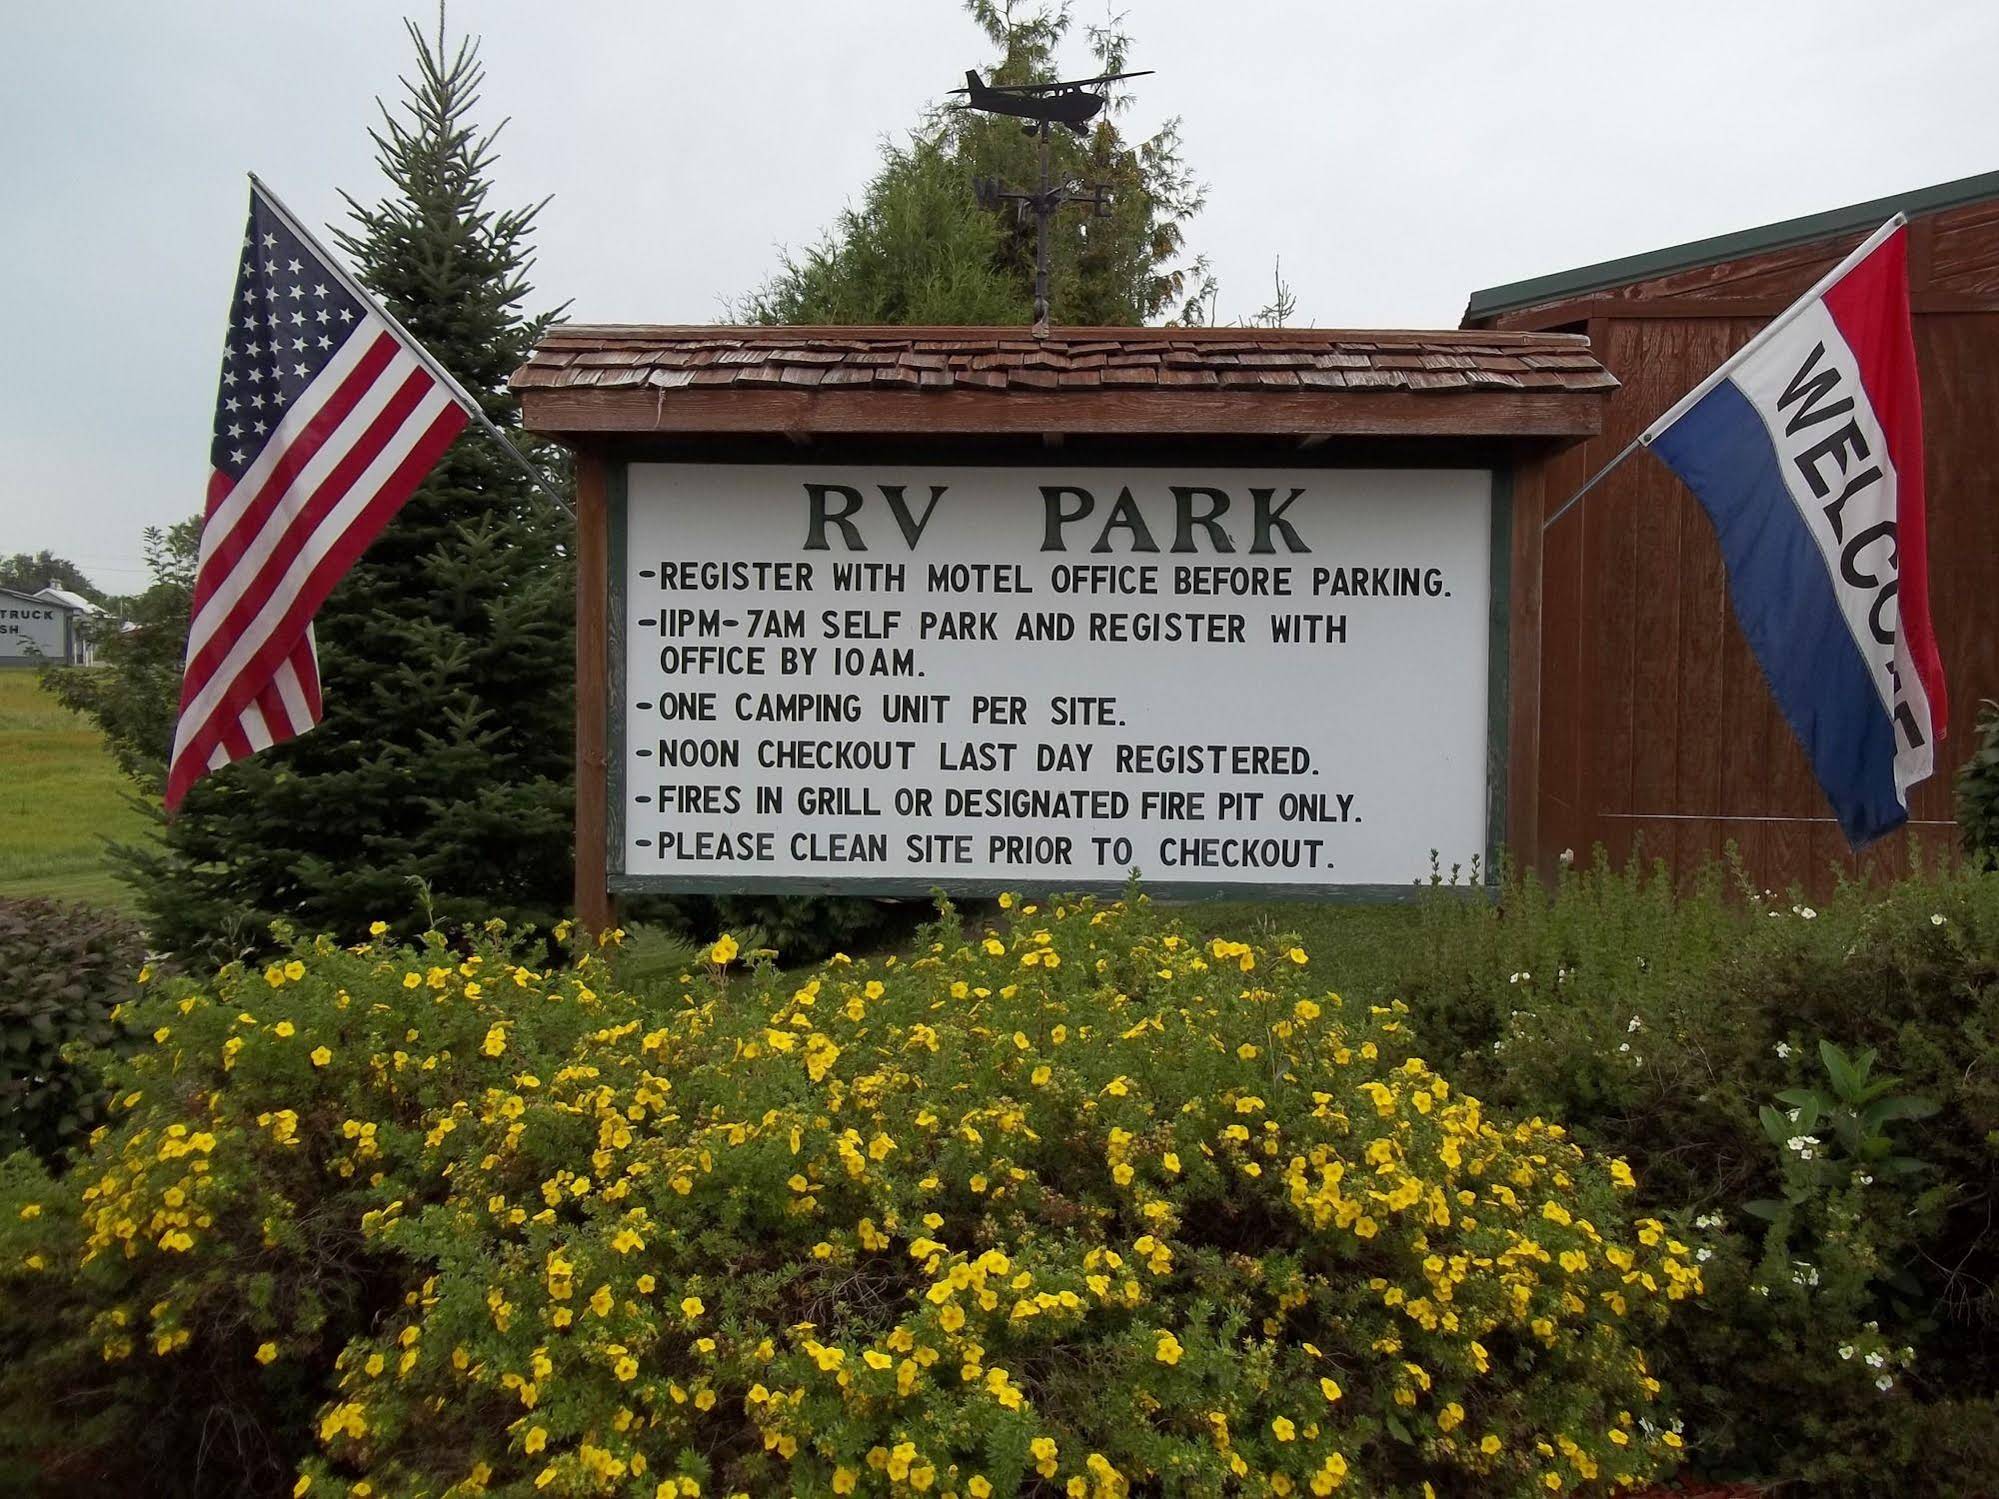 RV PARK
-REGISTER WITH MOTEL OFFICE BEFORE PARKING.
-11PM-7AM SELF PARK AND REGISTER WITH
OFFICE BY 10AM.
-ONE CAMPING UNIT PER SITE.
-NOON CHECKOUT LAST DAY REGISTERED.
-FIRES IN GRILL OR DESIGNATED FIRE PIT ONLY.
-PLEASE CLEAN SITE PRIOR TO CHECKOUT.
WELCOME
W E
TRUCK
SH